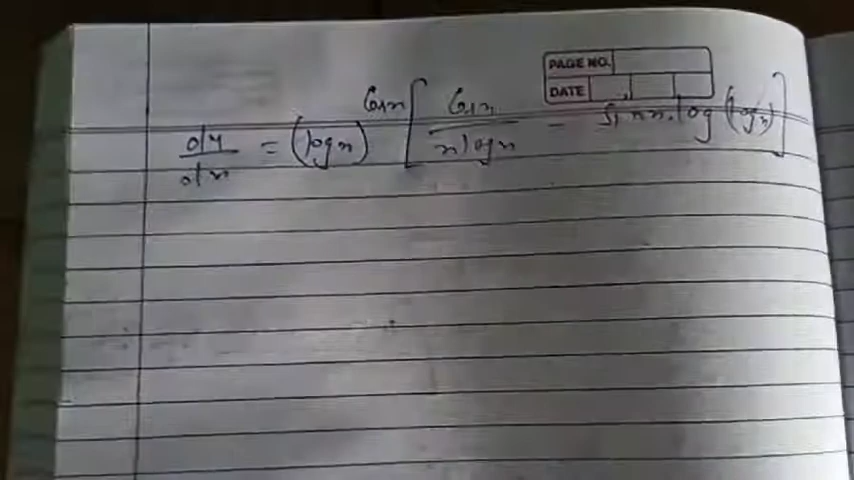 PAGE NO.
DATE
dy/dx = (log x)^Cos x [ Cos x / x log x - Sin x . log (log x) ]